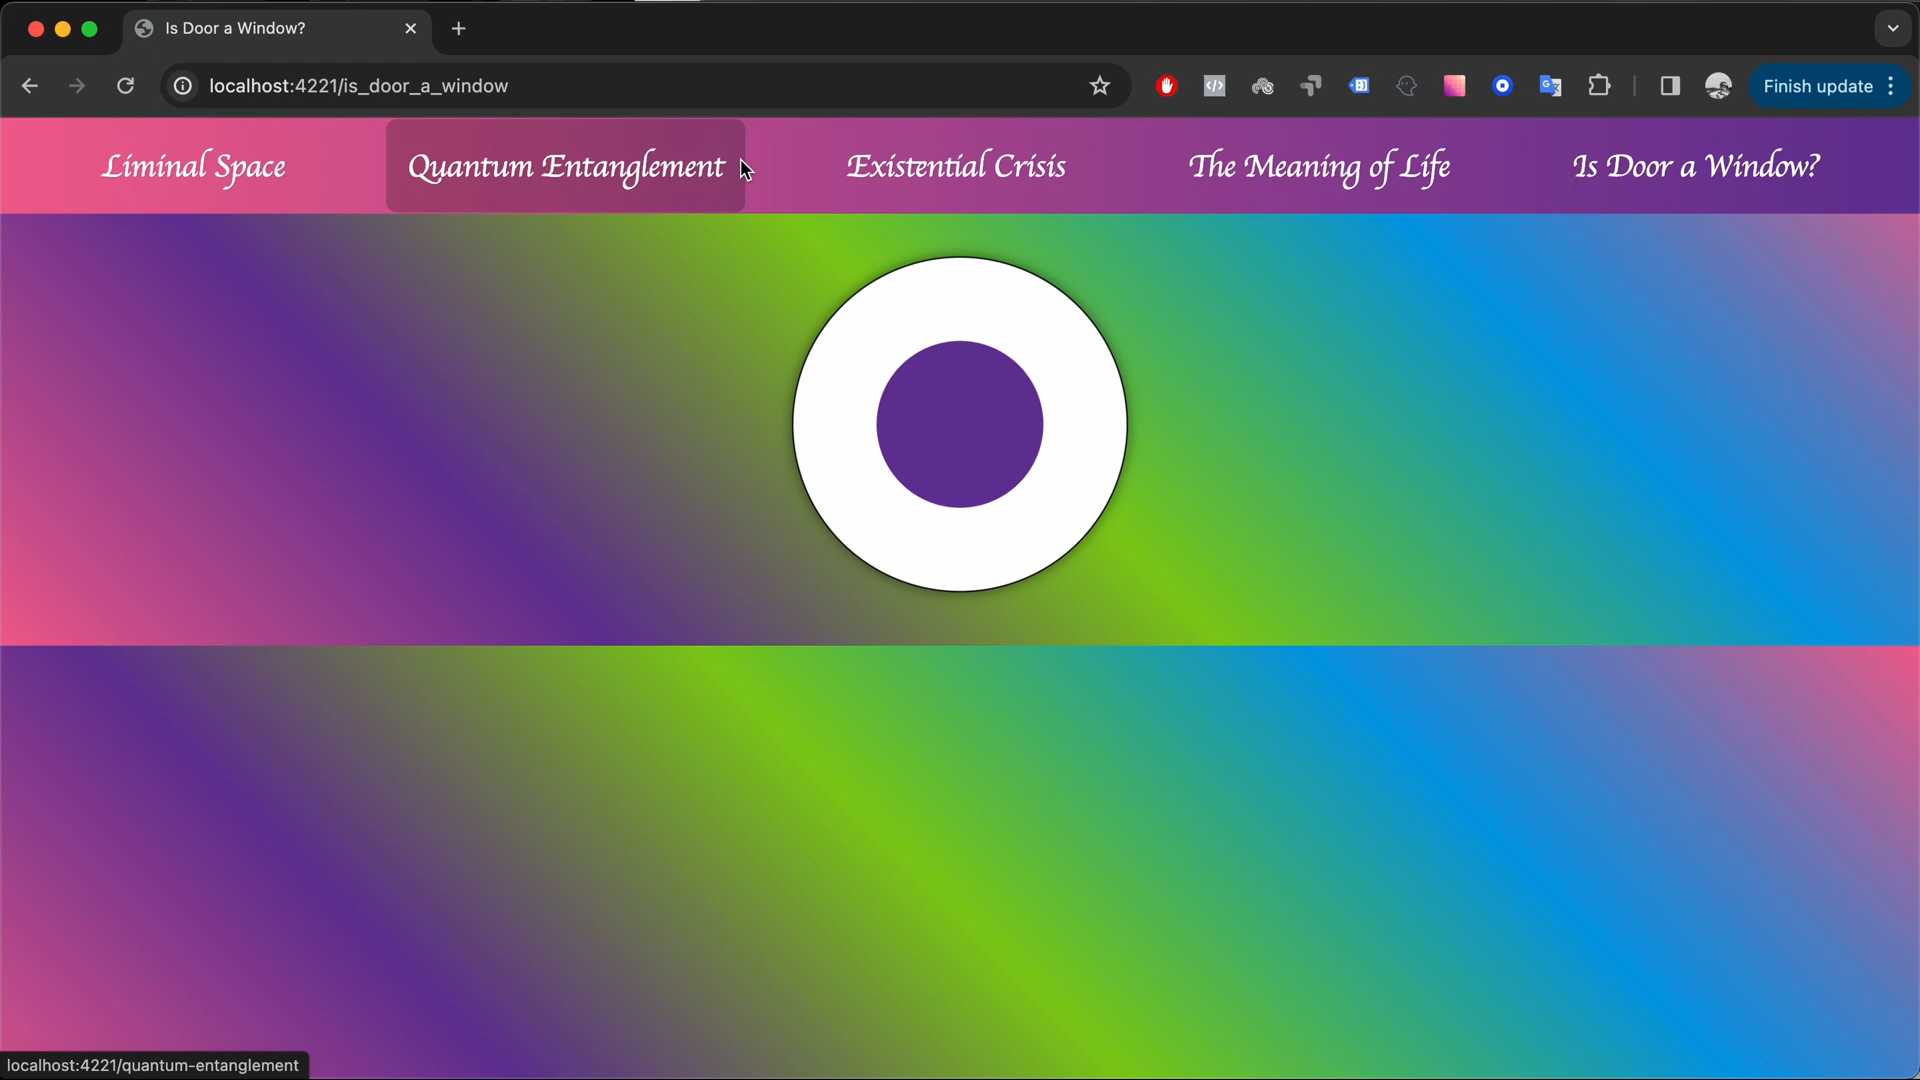 Is Door a Window?
localhost:4221/is_door_a_window
Finish update
Liminal Space
Quantum Entanglement
Existential Crisis
The Meaning of Life
Is Door a Window?
localhost:4221/quantum-entanglement